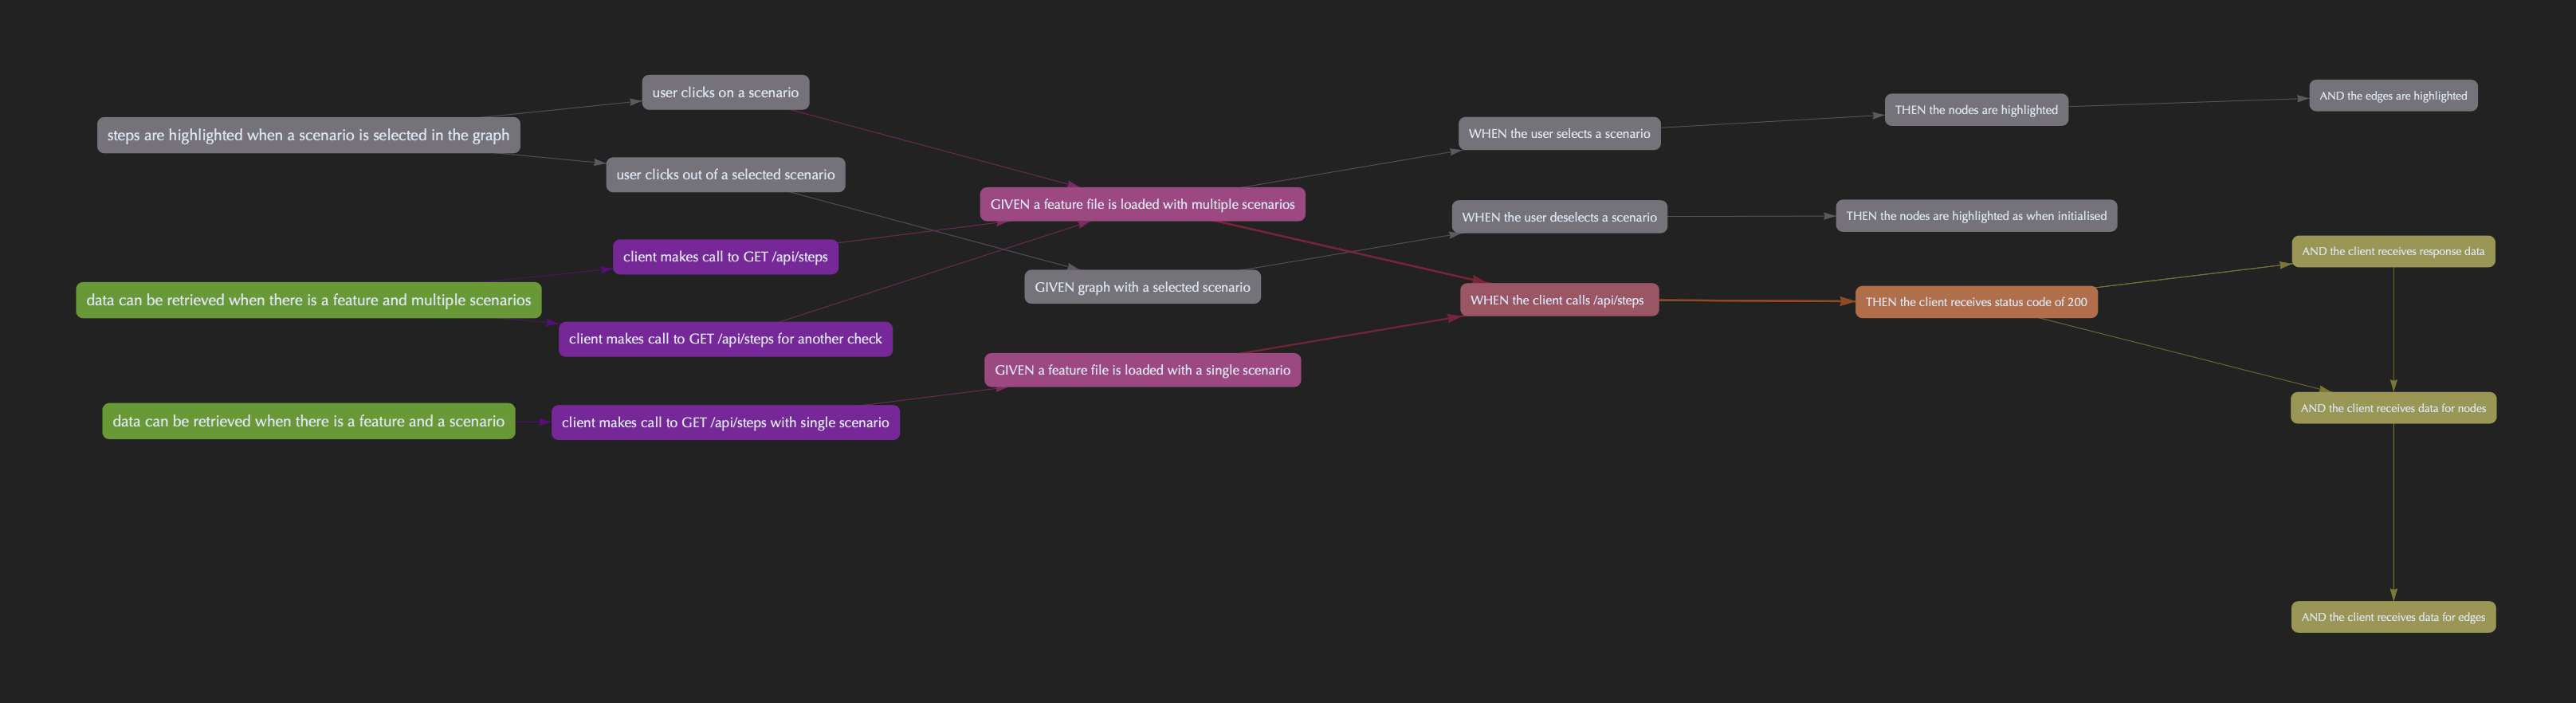 steps are highlighted when a scenario is selected in the graph
data can be retrieved when there is a feature and multiple scenarios
data can be retrieved when there is a feature and a scenario
user clicks on a scenario
user clicks out of a selected scenario
client makes call to GET /api/steps
client makes call to GET /api/steps for another check
client makes call to GET /api/steps with single scenario
GIVEN a feature file is loaded with multiple scenarios
GIVEN graph with a selected scenario
GIVEN a feature file is loaded with a single scenario
WHEN the user selects a scenario
WHEN the user deselects a scenario
WHEN the client calls /api/steps
THEN the nodes are highlighted
THEN the nodes are highlighted as when initialised
THEN the client receives status code of 200
AND the edges are highlighted
AND the client receives response data
AND the client receives data for nodes
AND the client receives data for edges